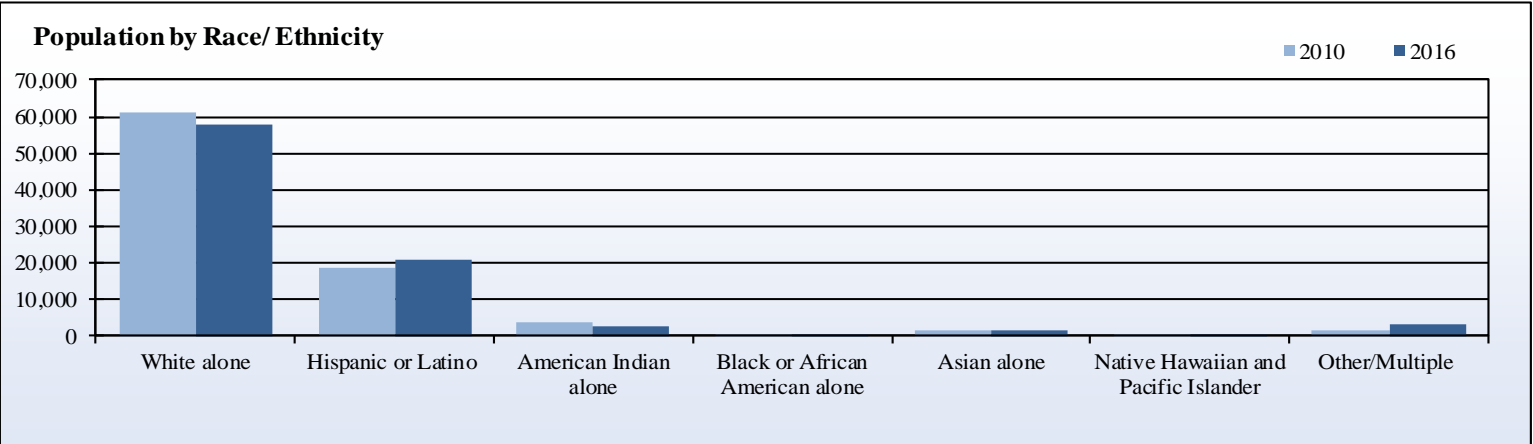 Population by Race/ Ethnicity
2010 2016
70,000
60,000
50,000
40,000
30,000
20,000
10,000
0
White alone
Hispanic or Latino
American Indian
alone
Black or African
American alone
Asian alone
Native Hawaiian and
Pacific Islander
Other/Multiple